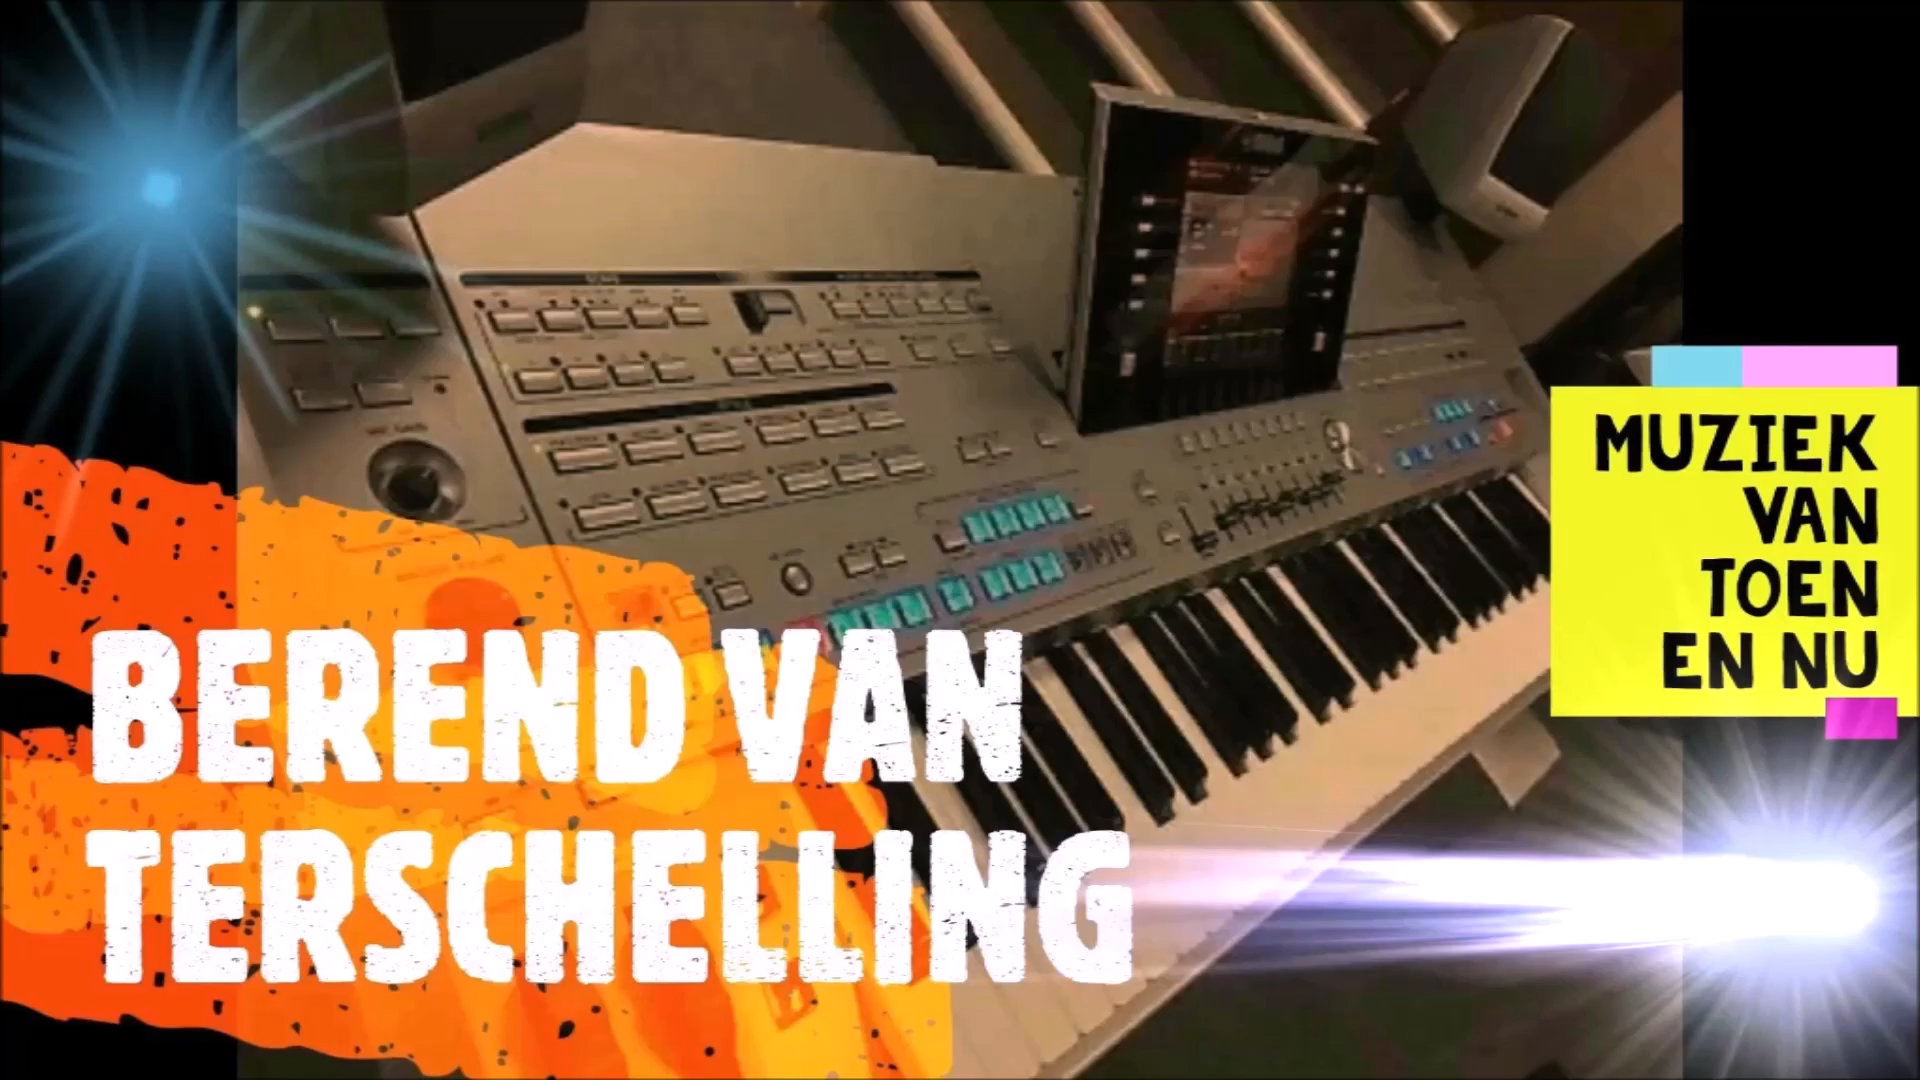 BEREND VAN
TERSCHELLING
MUZIEK
VAN
TOEN
EN NU